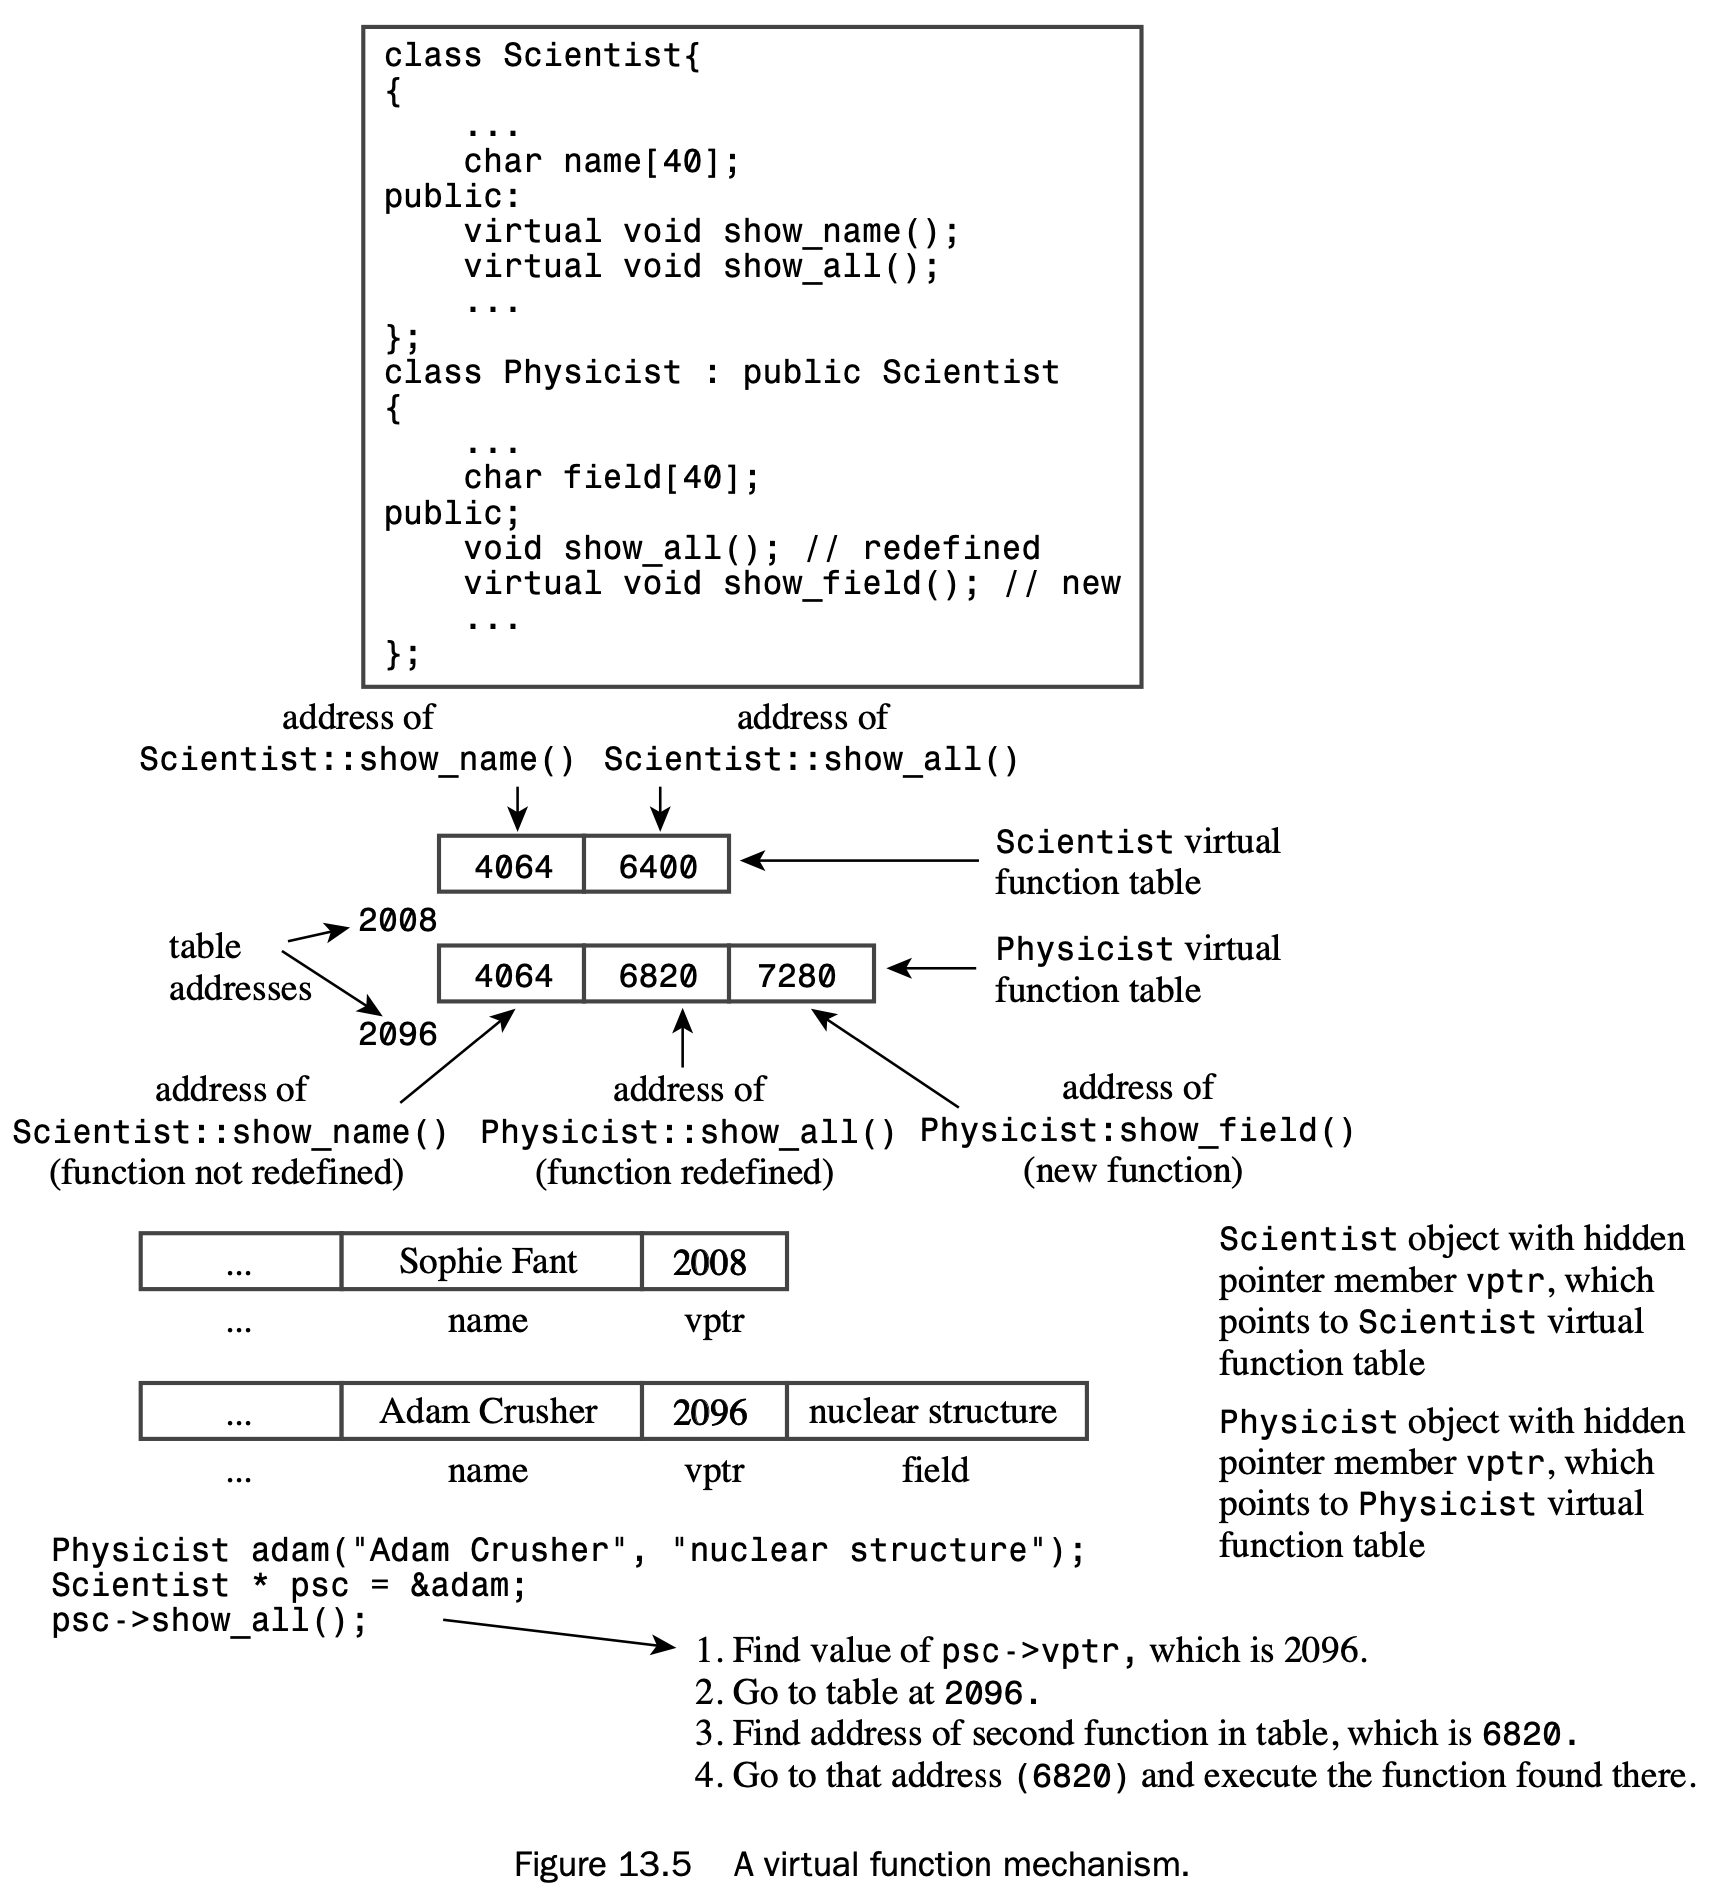 class Scientist{
{
    ...
    char name[40];
public:
    virtual void show_name();
    virtual void show_all();
    ...
};
class Physicist : public Scientist
{
    ...
    char field[40];
public;
    void show_all(); // redefined
    virtual void show_field(); // new
    ...
};
address of
Scientist::show_name()
address of
Scientist::show_all()
4064 6400
Scientist virtual
function table
2008
table
addresses
4064 6820 7280
Physicist virtual
function table
2096
address of
Scientist::show_name()
(function not redefined)
address of
Physicist::show_all()
(function redefined)
address of
Physicist:show_field()
(new function)
... Sophie Fant 2008
... name vptr
Scientist object with hidden
pointer member vptr, which
points to Scientist virtual
function table
... Adam Crusher 2096 nuclear structure
... name vptr field
Physicist object with hidden
pointer member vptr, which
points to Physicist virtual
function table
Physicist adam("Adam Crusher", "nuclear structure");
Scientist * psc = &adam;
psc->show_all();
1. Find value of psc->vptr, which is 2096.
2. Go to table at 2096.
3. Find address of second function in table, which is 6820.
4. Go to that address (6820) and execute the function found there.
Figure 13.5 A virtual function mechanism.